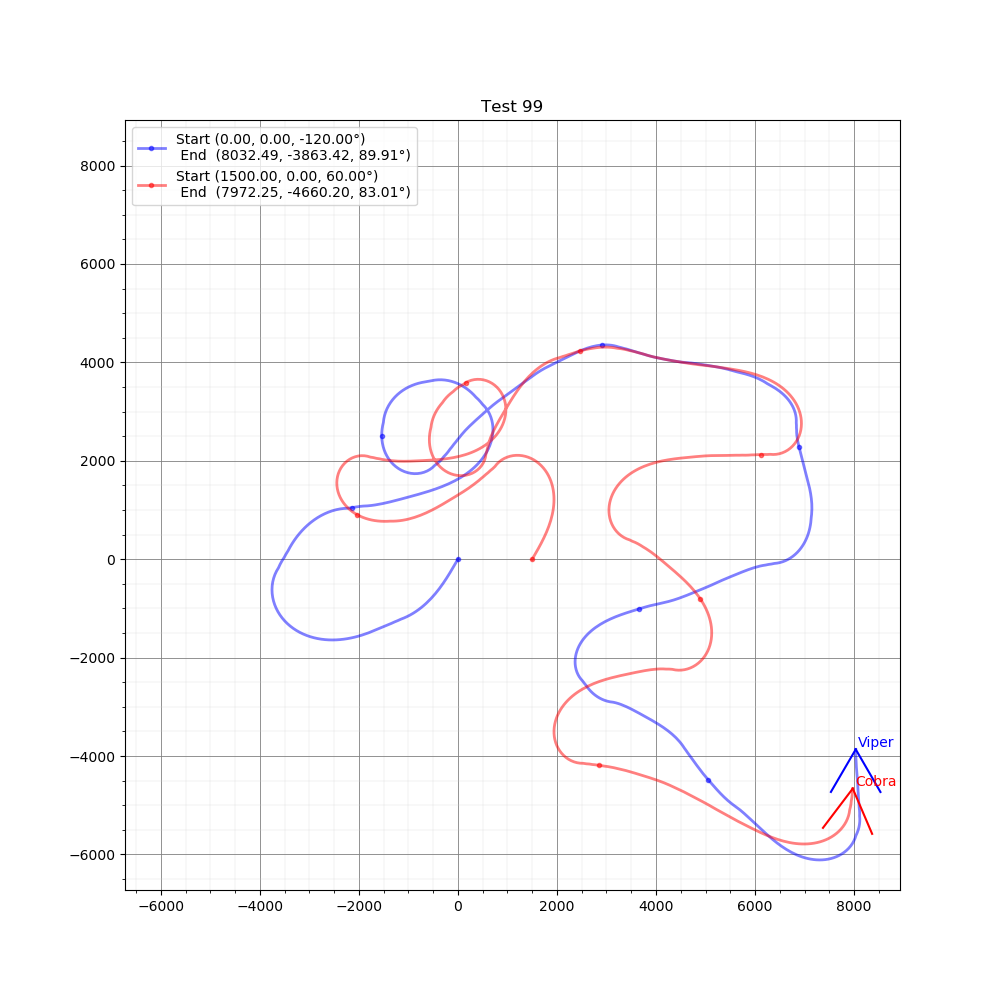 Test 99
Start (0.00, 0.00, -120.00°)
End (8032.49, -3863.42, 89.91°)
Start (1500.00, 0.00, 60.00°)
End (7972.25, -4660.20, 83.01°)
8000
6000
4000
2000
0
−2000
−4000
−6000
Viper
Cobra
−6000 −4000 −2000 0 2000 4000 6000 8000